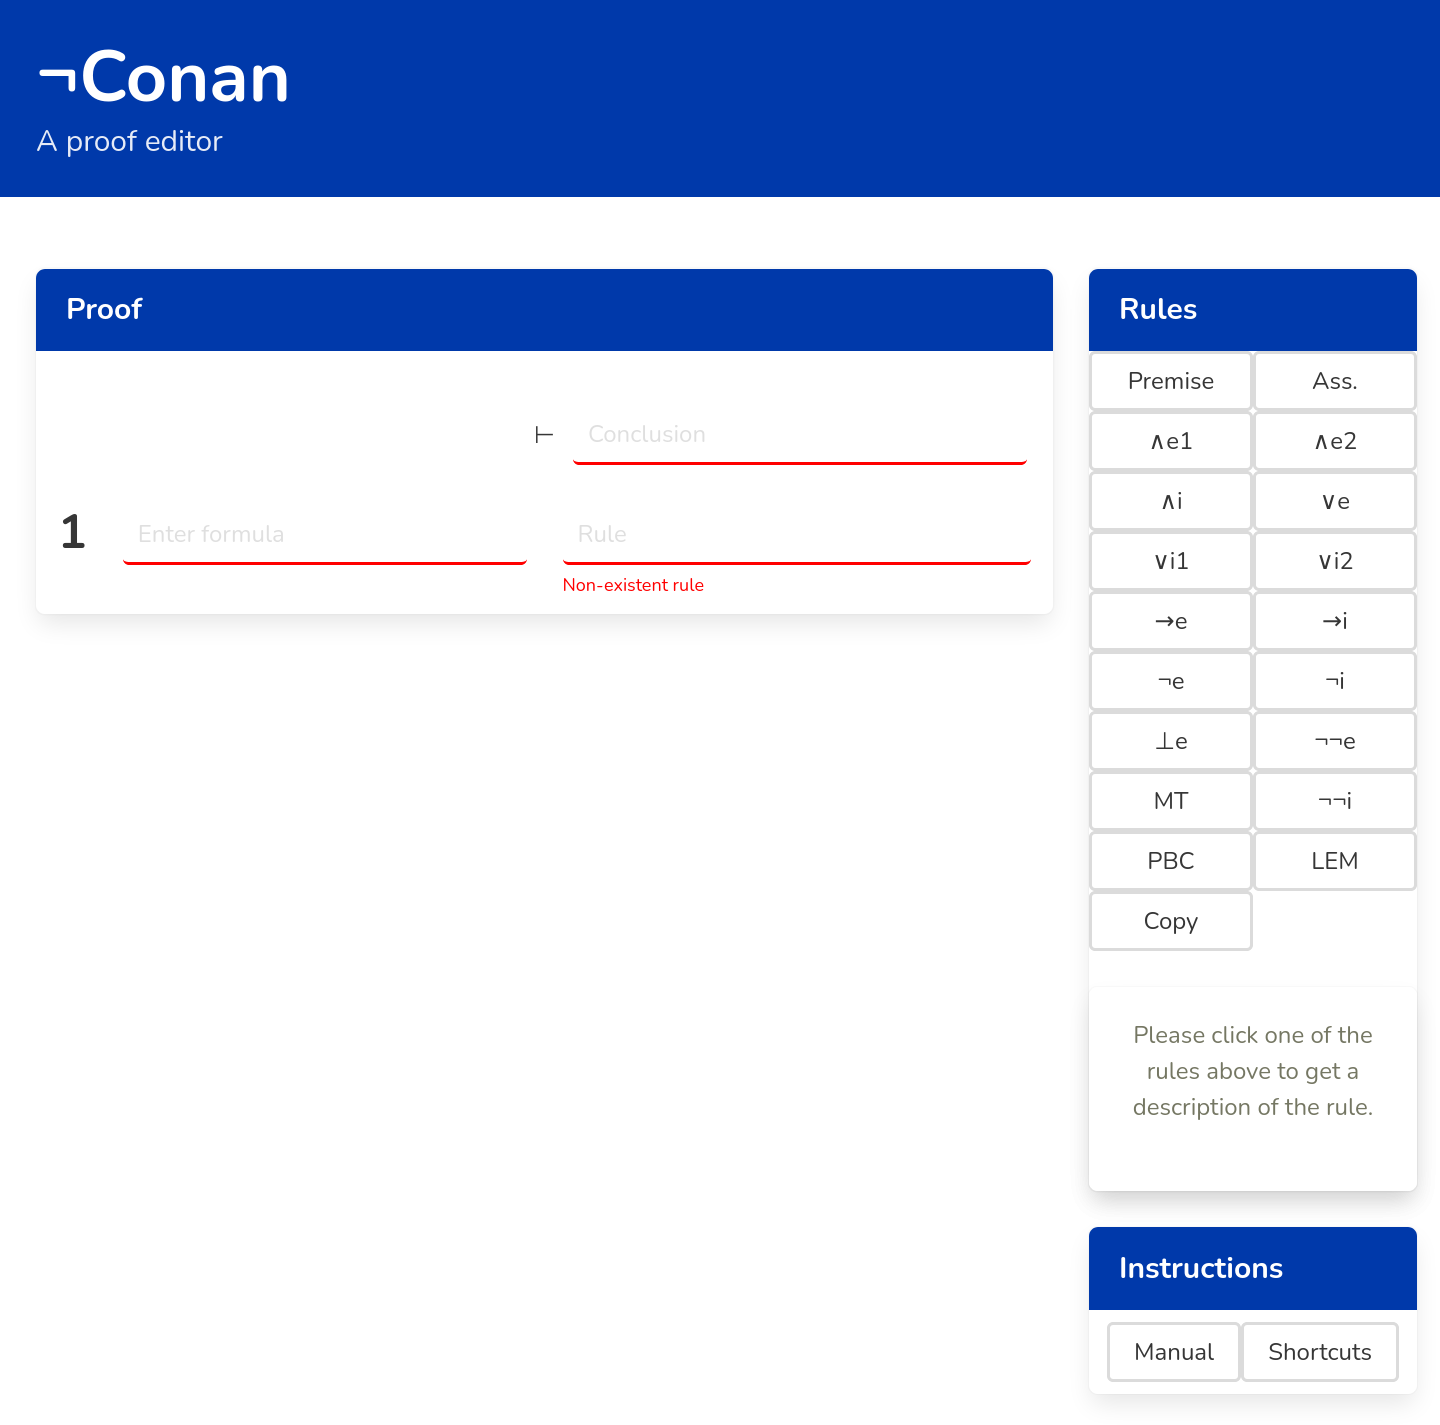 ¬Conan
A proof editor
Proof
⊢ Conclusion
1 Enter formula Rule
Non-existent rule
Rules
Premise Ass.
∧e1 ∧e2
∧i ∨e
∨i1 ∨i2
→e →i
¬e ¬i
⊥e ¬¬e
MT ¬¬i
PBC LEM
Copy
Please click one of the
rules above to get a
description of the rule.
Instructions
Manual Shortcuts